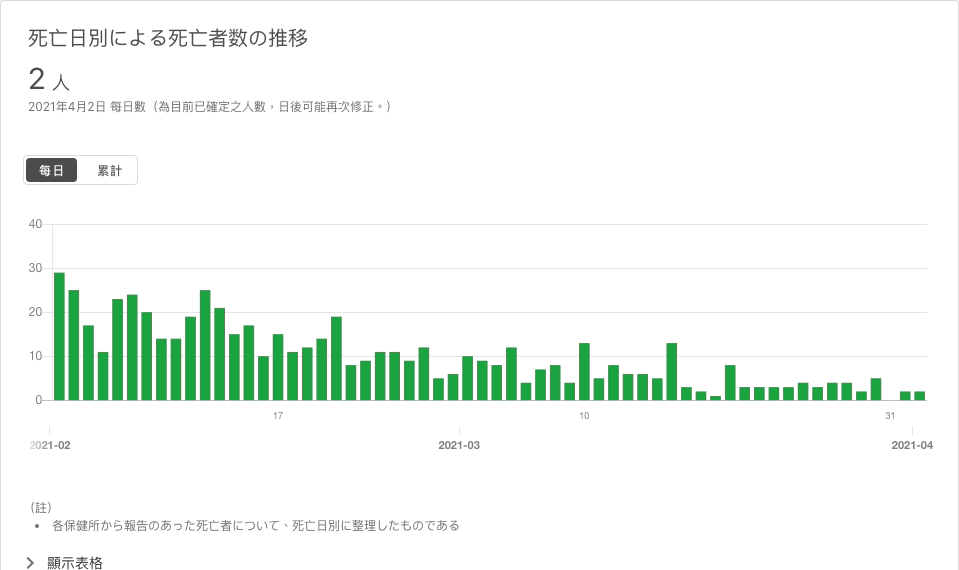 死亡日別による死亡者数の推移
2 人
2021年4月2日 每日數（為目前已確定之人數，日後可能再次修正。）
每日 累計
40
30
20
10
0
17 10 31
2021-02 2021-03 2021-04
（註）
• 各保健所から報告のあった死亡者について、死亡日別に整理したものである
顯示表格